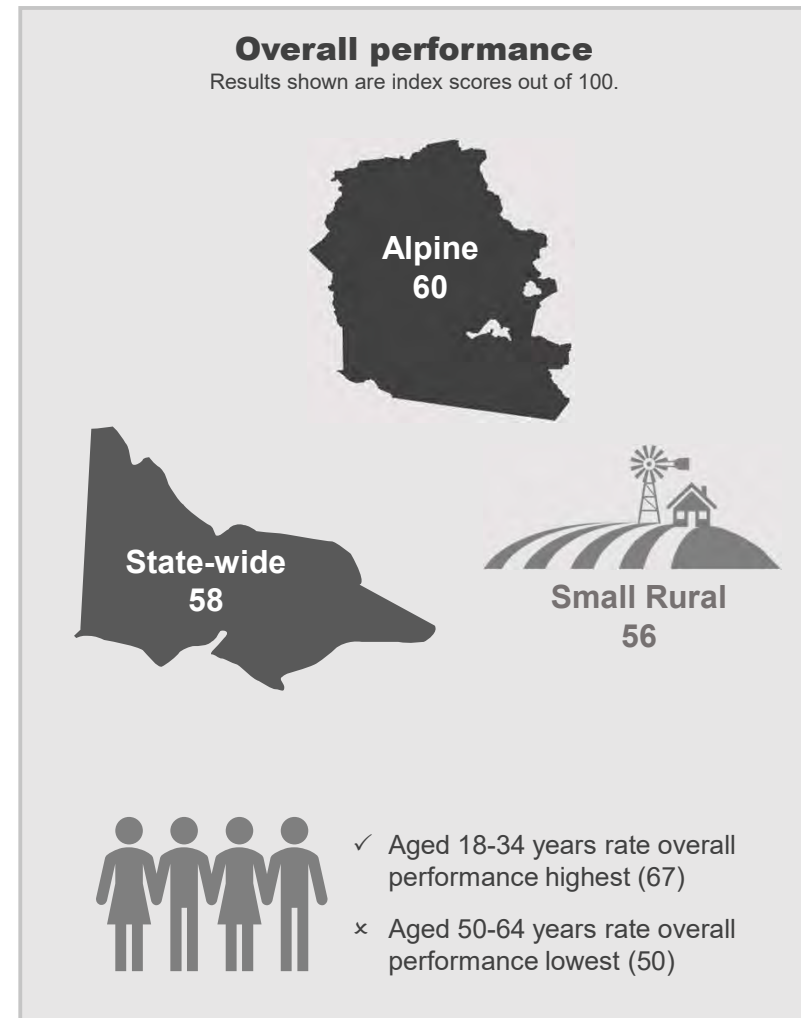 Overall performance
Results shown are index scores out of 100.
Alpine
60
State-wide
58
Small Rural
56
✓ Aged 18-34 years rate overall
performance highest (67)
× Aged 50-64 years rate overall
performance lowest (50)